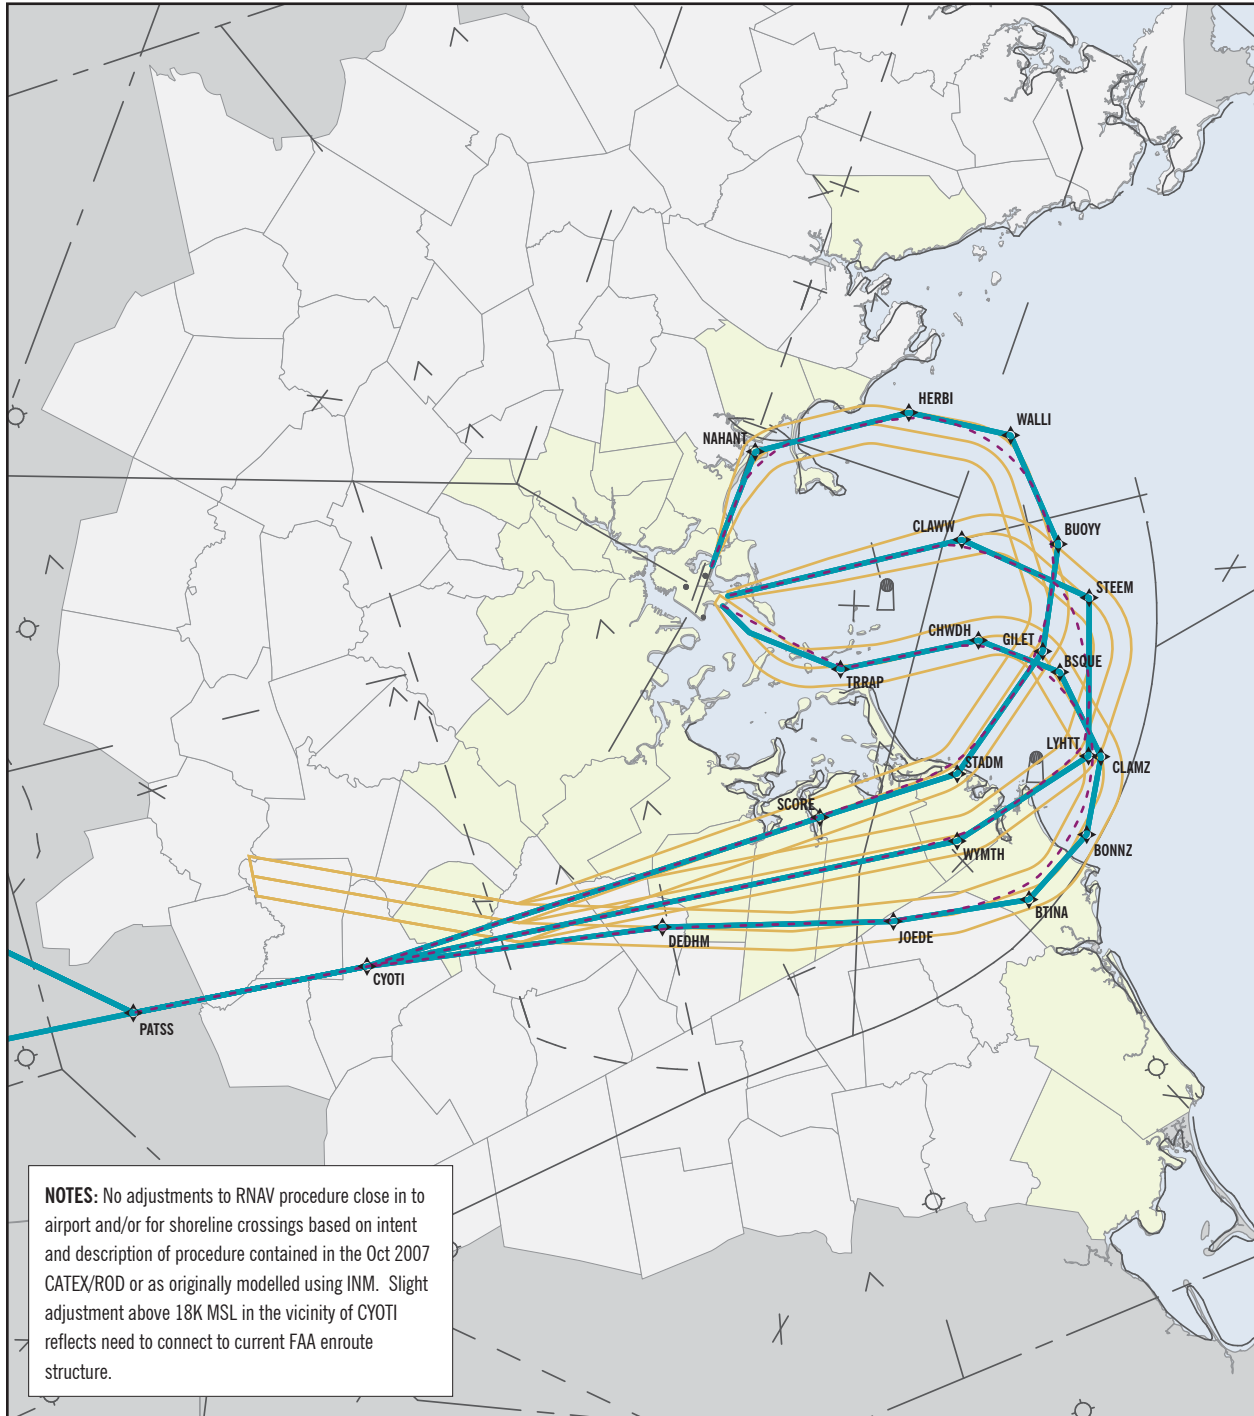 HERBI
WALLI
NAHANT
CLAWW
BUOYY
STEEM
CHWDH
GILET
BSQUE
TRRAP
LYHTT
CLAMZ
STADM
SCORE
BONNZ
WYMTH
BTINA
DEDHM
JOEDE
CYOTI
PATSS
NOTES: No adjustments to RNAV procedure close in to
airport and/or for shoreline crossings based on intent
and description of procedure contained in the Oct 2007
CATEX/ROD or as originally modelled using INM. Slight
adjustment above 18K MSL in the vicinity of CYOTI
reflects need to connect to current FAA enroute
structure.